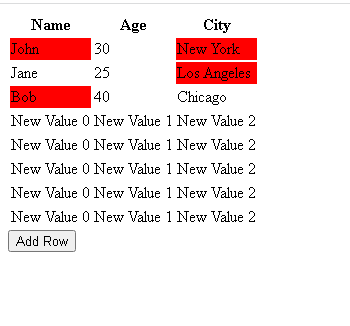 Name Age City
John 30 New York
Jane 25 Los Angeles
Bob 40 Chicago
New Value 0 New Value 1 New Value 2
New Value 0 New Value 1 New Value 2
New Value 0 New Value 1 New Value 2
New Value 0 New Value 1 New Value 2
New Value 0 New Value 1 New Value 2
Add Row